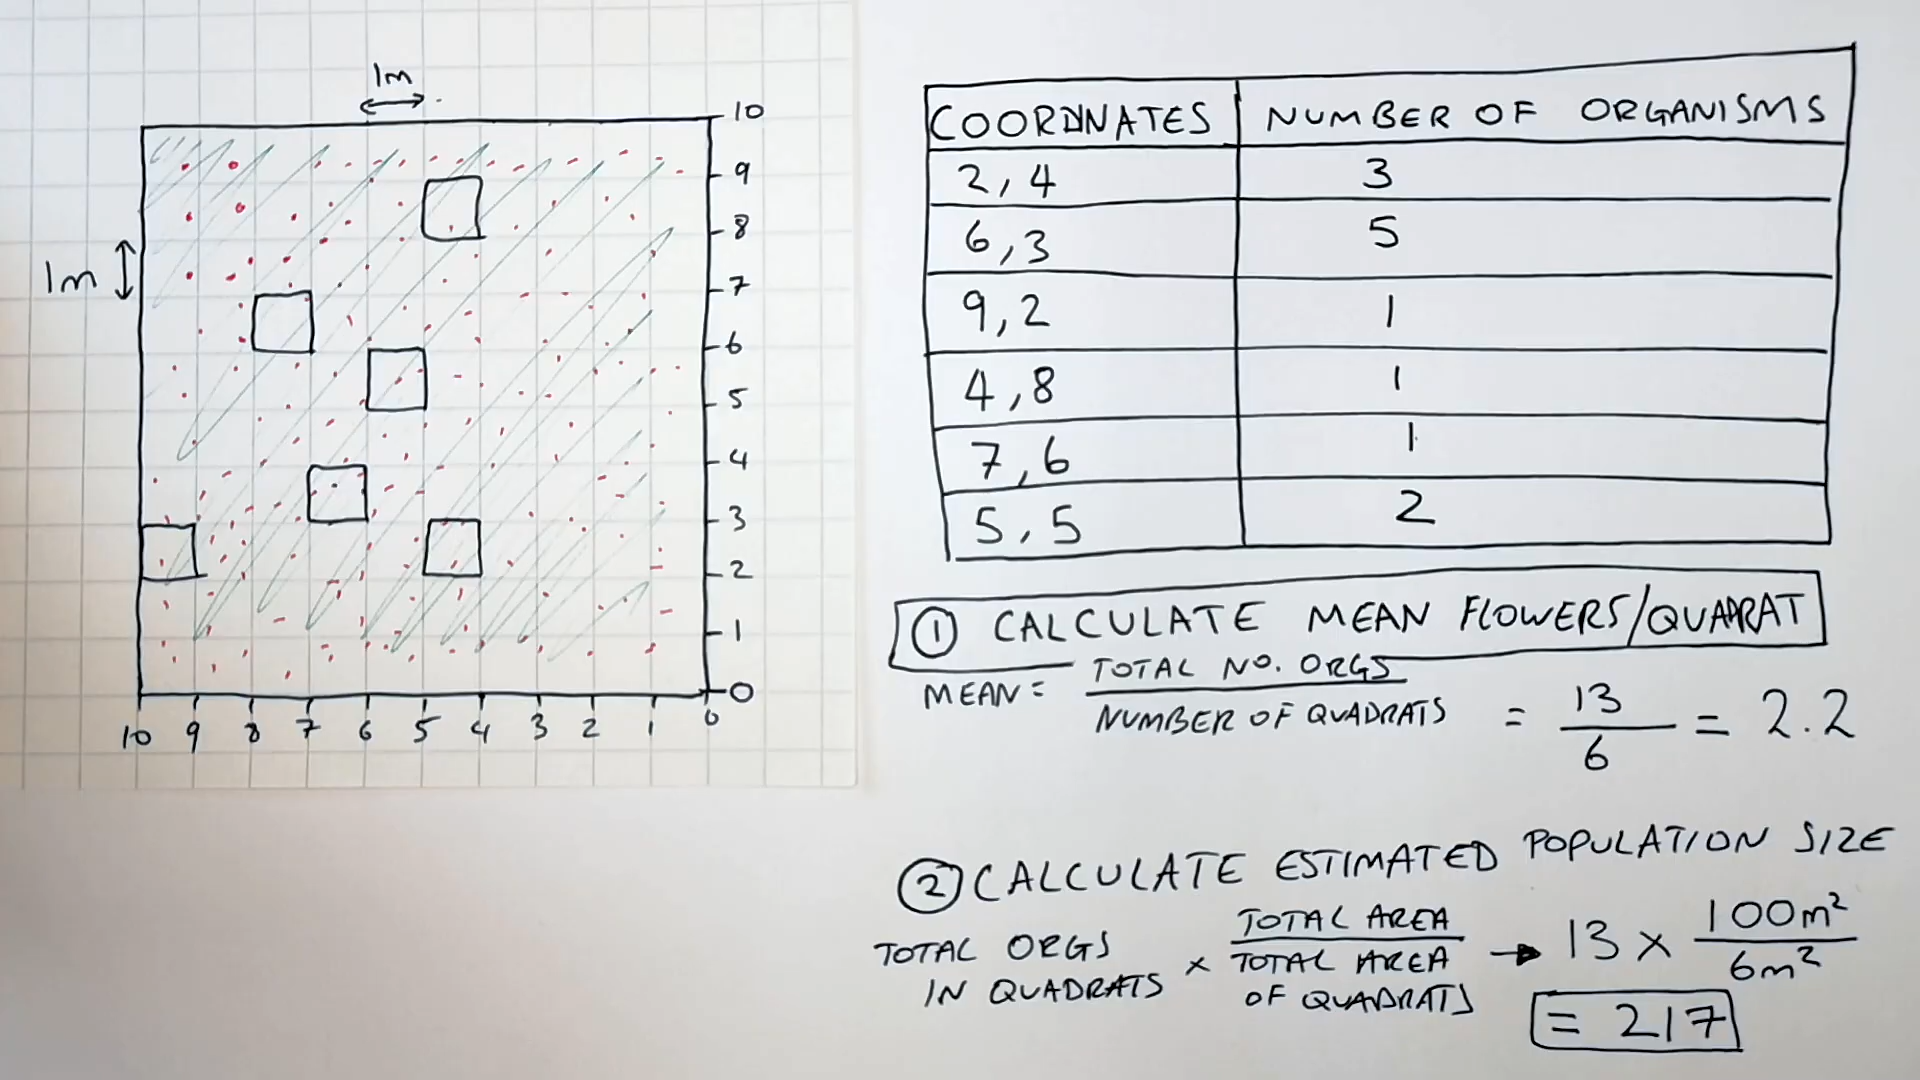 1m
1m
10
9
8
7
6
5
4
3
2
1
0
10 9 8 7 6 5 4 3 2 1 0
COORDNATES NUMBER OF ORGANISMS
2,4 3
6,3 5
9,2 1
4,8 1
7,6 1
5,5 2
① CALCULATE MEAN FLOWERS/QUADRAT
MEAN = TOTAL NO. ORGS
NUMBER OF QUADRATS
= 13
6
= 2.2
② CALCULATE ESTIMATED POPULATION SIZE
TOTAL ORGS
IN QUADRATS
× TOTAL AREA
TOTAL AREA
OF QUADRATS
→ 13 × 100m²
6m²
= 217